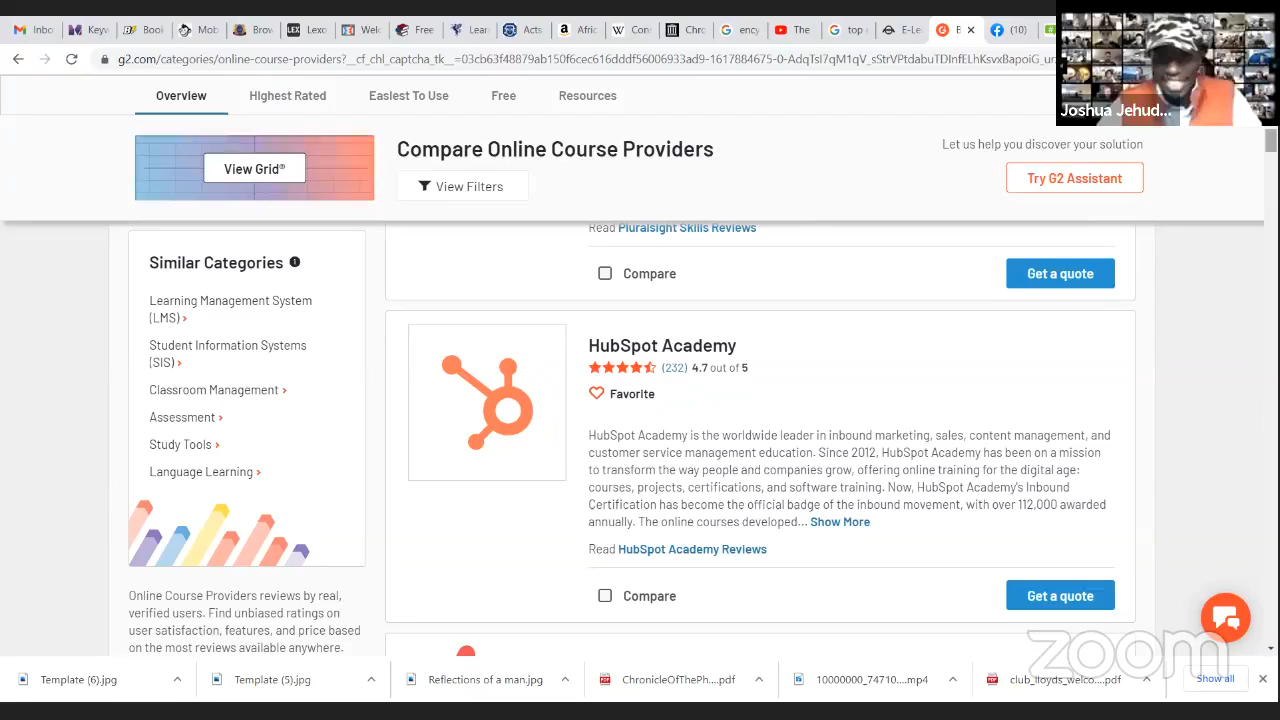 Inbo
Keyv
Bool
Mob
Brov
LEX Lexo
Welc
Free
Lear
Acts
a Afric
Con
Chro
G ency
The
G top
E-Le
(10)
g2.com/categories/online-course-providers?
Joshua Jehud...
Overview
Highest Rated
Easiest To Use
Free
Resources
View Grid®
Compare Online Course Providers
View Filters
Let us help you discover your solution
Try G2 Assistant
Similar Categories
Learning Management System
(LMS) ›
Student Information Systems
(SIS) ›
Classroom Management ›
Assessment ›
Study Tools ›
Language Learning ›
Online Course Providers reviews by real,
verified users. Find unbiased ratings on
user satisfaction, features, and price based
on the most reviews available anywhere.
Read Pluralsight Skills Reviews
Compare
Get a quote
HubSpot Academy
(232) 4.7 out of 5
Favorite
HubSpot Academy is the worldwide leader in inbound marketing, sales, content management, and
customer service management education. Since 2012, HubSpot Academy has been on a mission
to transform the way people and companies grow, offering online training for the digital age:
courses, projects, certifications, and software training. Now, HubSpot Academy's Inbound
Certification has become the official badge of the inbound movement, with over 112,000 awarded
annually. The online courses developed... Show More
Read HubSpot Academy Reviews
Compare
Get a quote
zoom
Template (6).jpg
Template (5).jpg
Reflections of a man.jpg
ChronicleOfThePh....pdf
10000000_74710....mp4
club_lloyds_welco....pdf
Show all